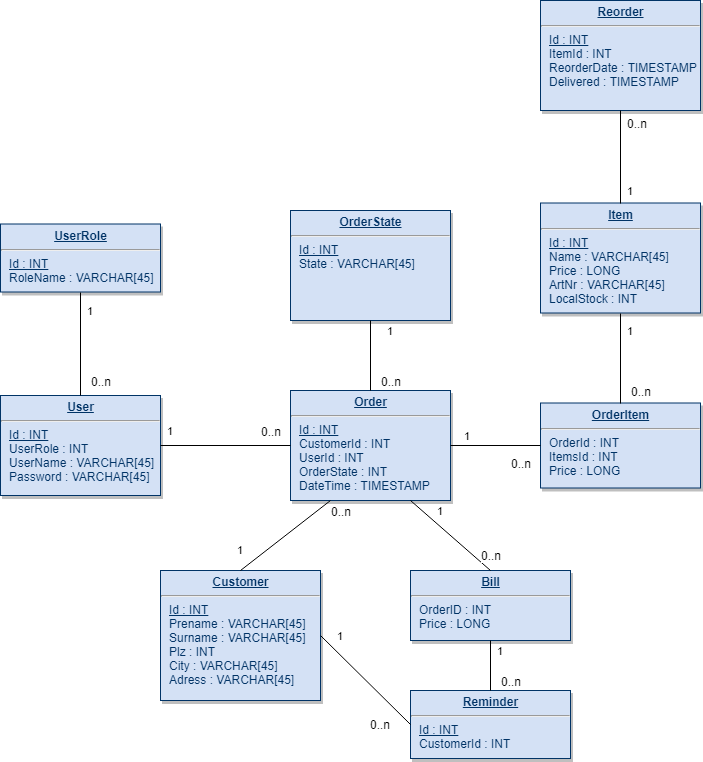 Reorder
Id : INT
ItemId : INT
ReorderDate : TIMESTAMP
Delivered : TIMESTAMP
0..n
1
Item
Id : INT
Name : VARCHAR[45]
Price : LONG
ArtNr : VARCHAR[45]
LocalStock : INT
1
0..n
UserRole
Id : INT
RoleName : VARCHAR[45]
1
0..n
OrderState
Id : INT
State : VARCHAR[45]
1
0..n
User
Id : INT
UserRole : INT
UserName : VARCHAR[45]
Password : VARCHAR[45]
1
0..n
Order
Id : INT
CustomerId : INT
UserId : INT
OrderState : INT
DateTime : TIMESTAMP
1
0..n
OrderItem
OrderId : INT
ItemsId : INT
Price : LONG
0..n
1
1
0..n
Customer
Id : INT
Prename : VARCHAR[45]
Surname : VARCHAR[45]
Plz : INT
City : VARCHAR[45]
Adress : VARCHAR[45]
1
0..n
Bill
OrderID : INT
Price : LONG
1
0..n
Reminder
Id : INT
CustomerId : INT